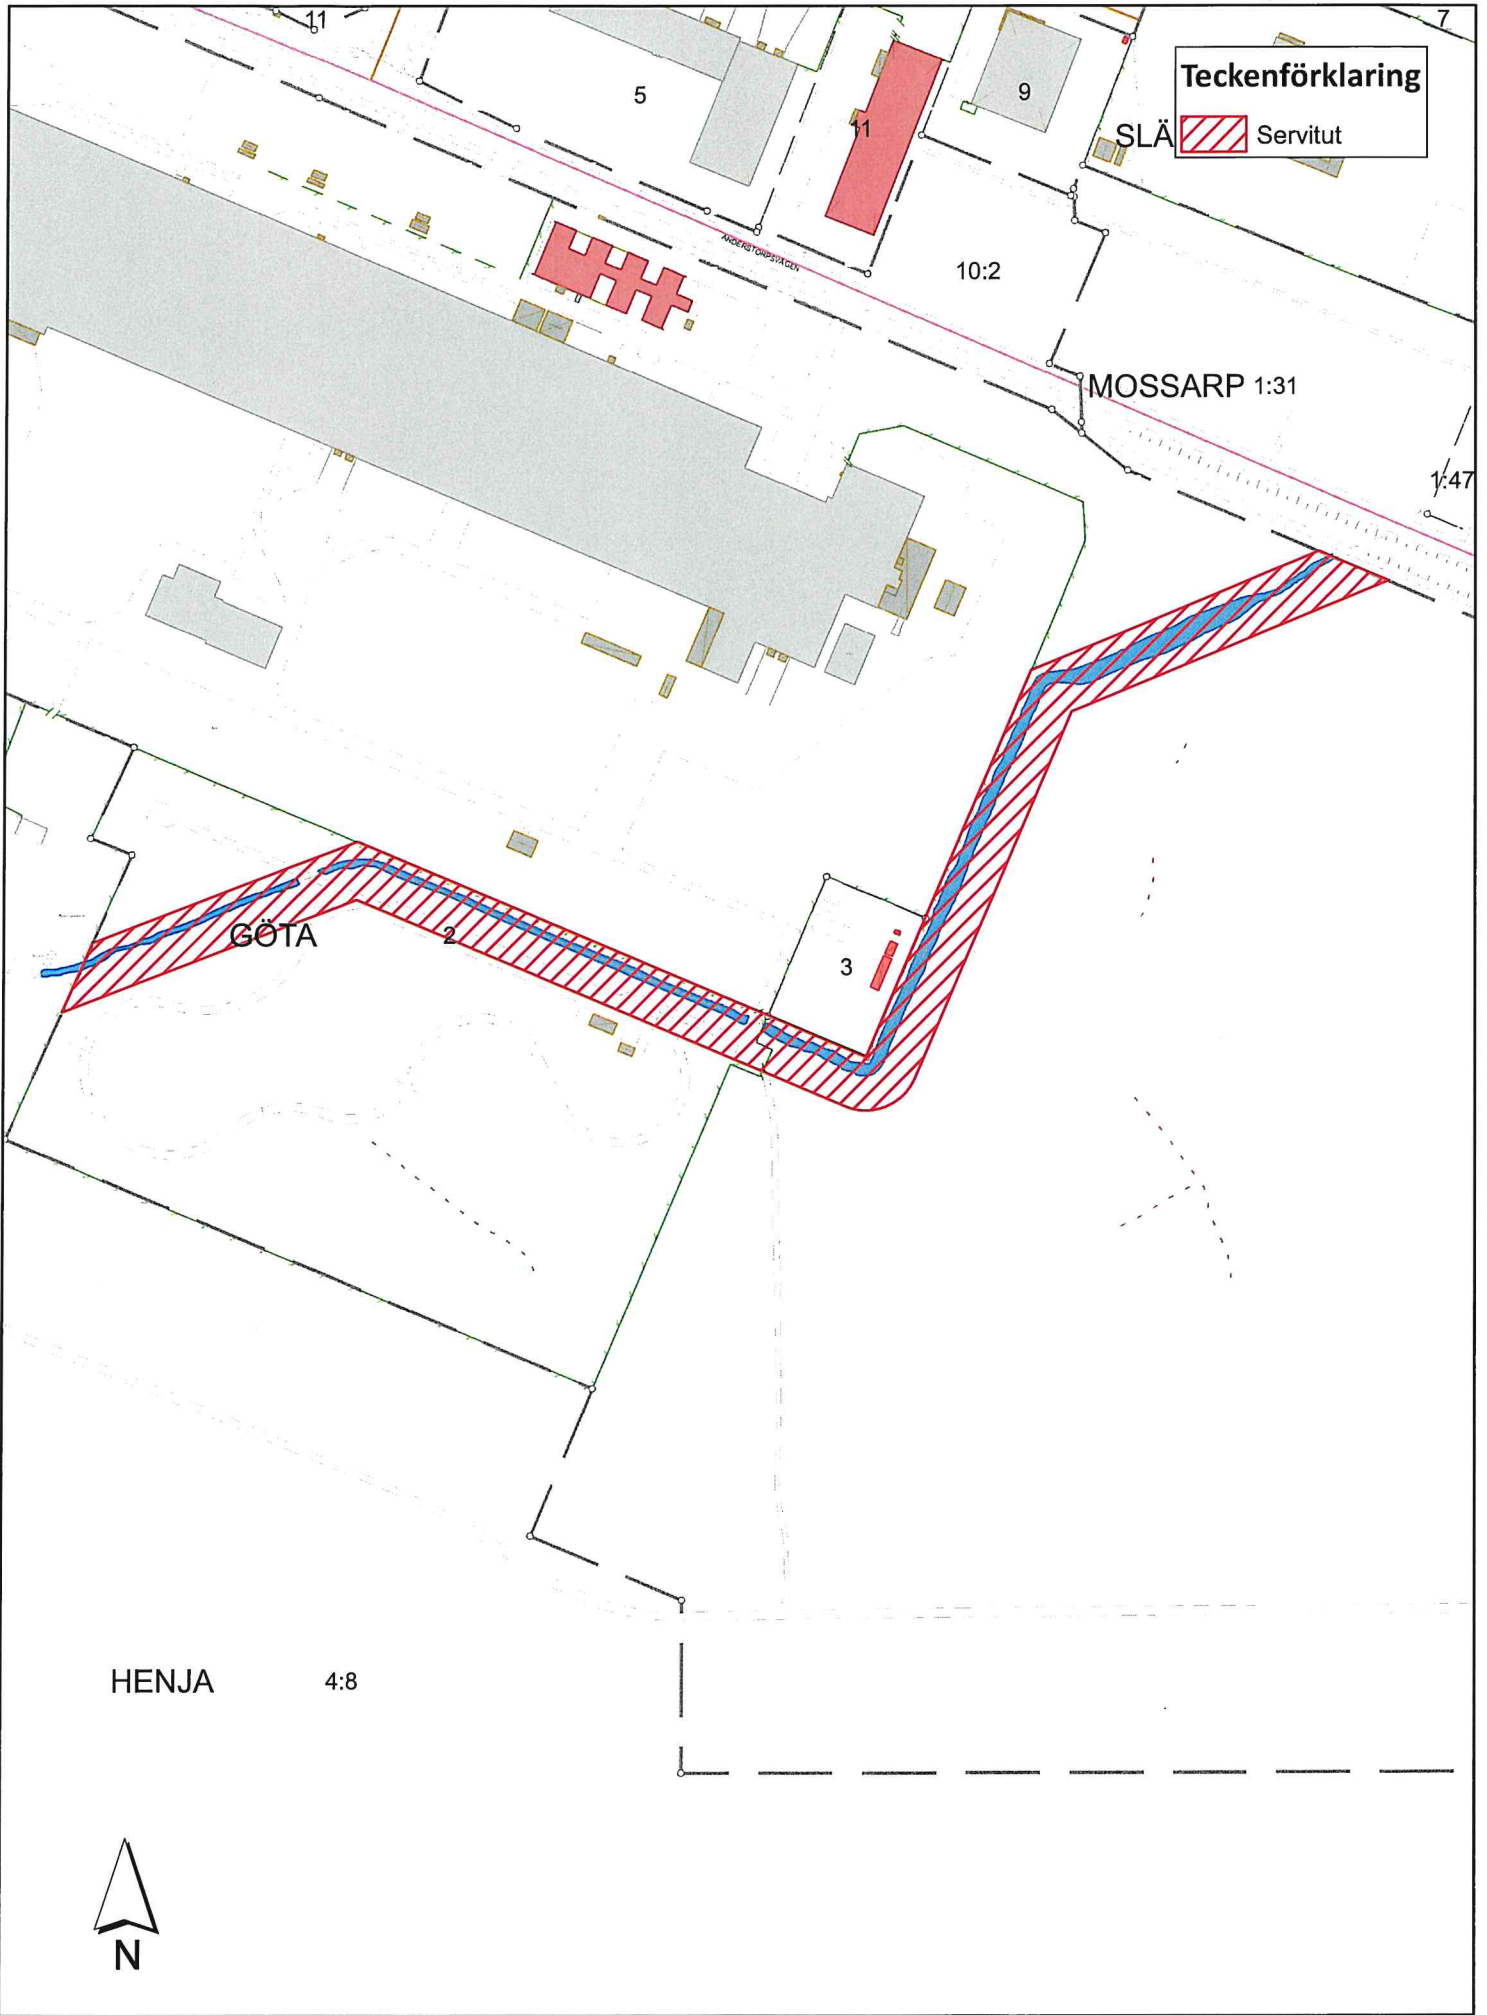 11
7
Teckenförklaring
5
9
11
SLÄ
Servitut
ANDERSTORPSVÄGEN
10:2
MOSSARP 1:31
1:47
GÖTA
2
3
HENJA 4:8
N